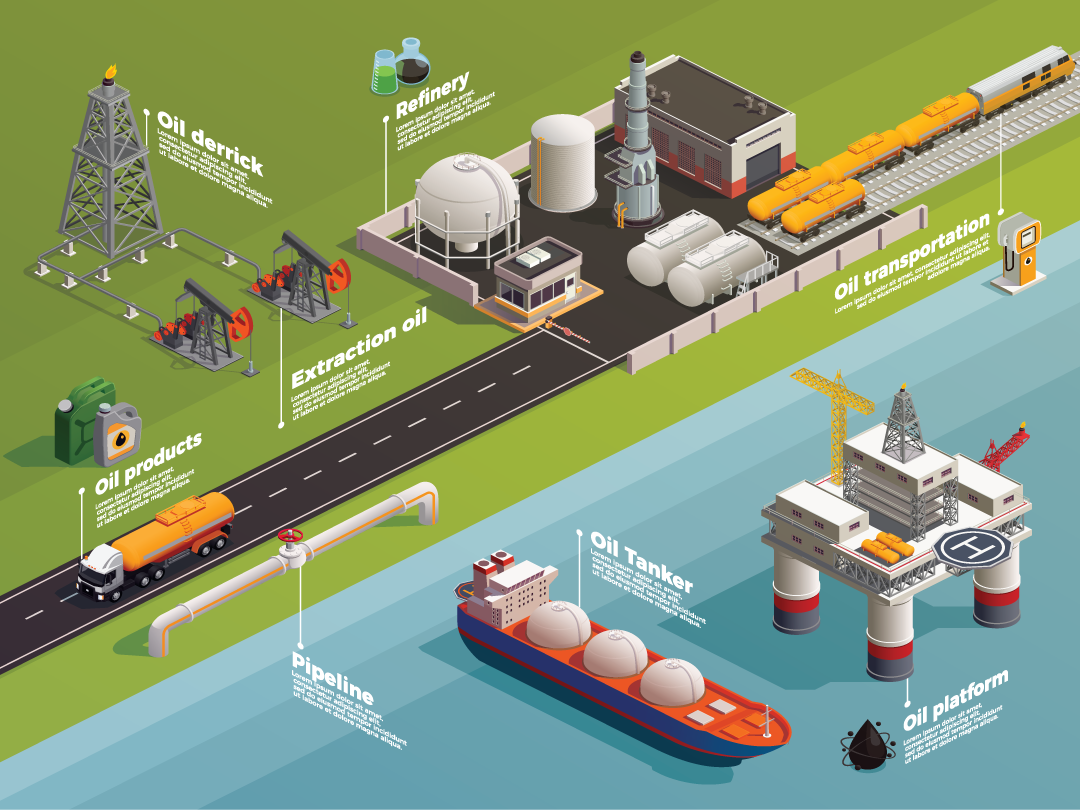 Oil derrick
Lorem ipsum dolor sit amet,
consectetur adipiscing elit,
sed do eiusmod tempor incididunt
ut labore et dolore magna aliqua.
Refinery
Lorem ipsum dolor sit amet,
consectetur adipiscing elit,
sed do eiusmod tempor incididunt
ut labore et dolore magna aliqua.
Oil transportation
Lorem ipsum dolor sit amet, consectetur adipiscing elit,
sed do eiusmod tempor incididunt ut labore et
dolore magna aliqua.
Extraction oil
Lorem ipsum dolor sit amet,
consectetur adipiscing elit,
sed do eiusmod tempor incididunt
ut labore et dolore magna aliqua.
Oil products
Lorem ipsum dolor sit amet,
consectetur adipiscing elit,
sed do eiusmod tempor incididunt
ut labore et dolore magna aliqua.
Oil Tanker
Lorem ipsum dolor sit amet,
consectetur adipiscing elit,
sed do eiusmod tempor incididunt
ut labore et dolore magna aliqua.
H
Pipeline
Lorem ipsum dolor sit amet,
consectetur adipiscing elit,
sed do eiusmod tempor incididunt
ut labore et dolore magna aliqua.
Oil platform
Lorem ipsum dolor sit amet,
consectetur adipiscing elit,
sed do eiusmod tempor incididunt
ut labore et dolore magna aliqua.